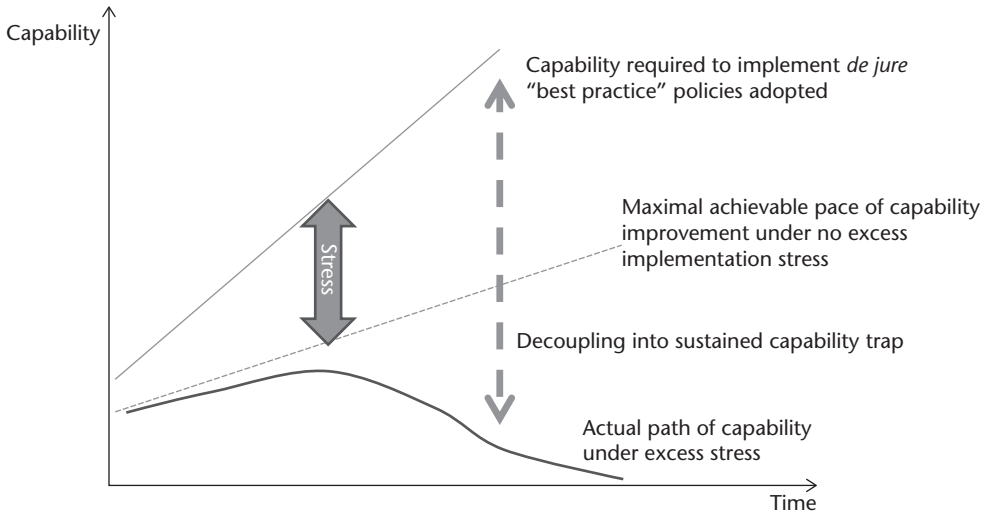 Capability
Capability required to implement de jure
“best practice” policies adopted
Maximal achievable pace of capability
improvement under no excess
implementation stress
Stress
Decoupling into sustained capability trap
Actual path of capability
under excess stress
Time